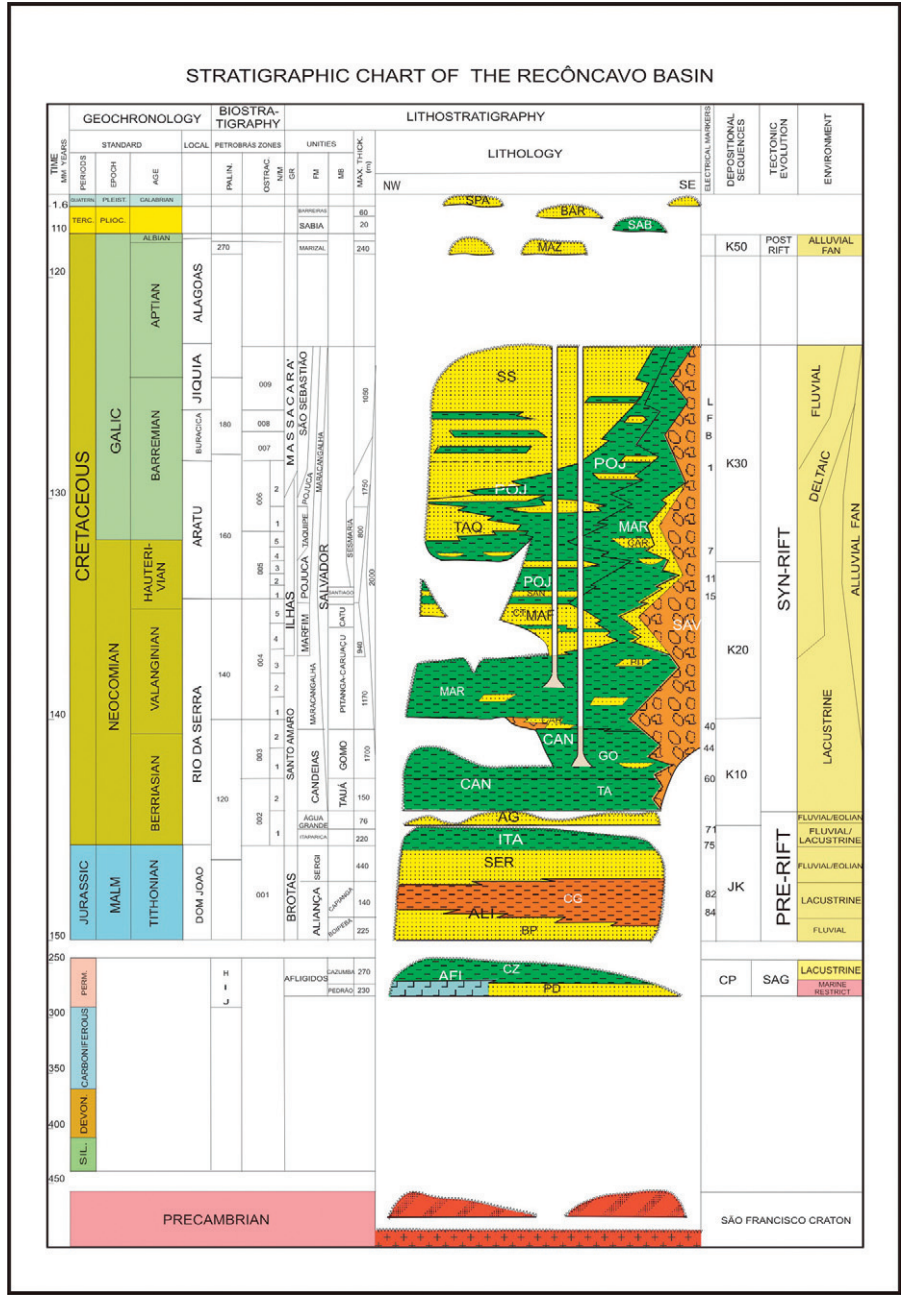 STRATIGRAPHIC CHART OF THE RECÔNCAVO BASIN
GEOCHRONOLOGY
BIOSTRA-
TIGRAPHY
LITHOSTRATIGRAPHY
TIME
MM YEARS
STANDARD
LOCAL
PETROBRÁS ZONES
UNITIES
MAX. THICK.
(m)
LITHOLOGY
ELECTRICAL MARKERS
DEPOSITIONAL
SEQUENCES
TECTONIC
EVOLUTION
ENVIRONMENT
PERIODS
EPOCH
AGE
PALIN.
OSTRAC.
N/M
GR
FM
MB
NW
SE
1.6
QUATERN.
PLEIST.
CALABRIAN
TERC.
PLIOC.
BARREIRAS
60
SABIA
20
SPA
BAR
SAB
110
ALBIAN
270
MARIZAL
240
MAZ
K50
POST
RIFT
ALLUVIAL
FAN
120
130
140
150
CRETACEOUS
GALIC
NEOCOMIAN
APTIAN
BARREMIAN
HAUTERI-
VIAN
VALANGINIAN
BERRIASIAN
ALAGOAS
JIQUIA
BURACICA
ARATU
RIO DA SERRA
180
160
140
120
009
008
007
006
2
1
005
5
4
3
2
1
004
5
4
3
2
1
003
2
1
002
2
1
MASSACARA'
ILHAS
SANTO AMARO
SÃO SEBASTIÃO
POJUCA
TAQUIPE
POJUCA
MARFIM
MARACANGALHA
CANDEIAS
ÁGUA
GRANDE
ITAPARICA
MARACANGALHA
SALVADOR
SESMARIA
SANTIAGO
CATU
PITANGA-CARUAÇU
GOMO
TAUÁ
1050
1750
800
2000
940
1170
1700
150
76
220
SS
POJ
POJ
TAQ
MAR
CAR
POJ
SAN
CT
MAF
SAV
PIT
MAR
CAN
GO
CAN
TA
AG
ITA
SER
CG
ALI
BP
L
F
B
1
7
11
15
40
44
60
71
75
82
84
K30
K20
K10
JK
SYN-RIFT
PRE-RIFT
FLUVIAL
DELTAIC
ALLUVIAL FAN
LACUSTRINE
FLUVIAL/EOLIAN
FLUVIAL/
LACUSTRINE
FLUVIAL/EOLIAN
LACUSTRINE
FLUVIAL
JURASSIC
MALM
TITHONIAN
DOM JOAO
001
BROTAS
SERGI
ALIANÇA
CAPIANGA
BOIPEBA
440
140
225
250
300
350
400
450
PERM.
CARBONIFEROUS
DEVON.
SIL.
H
I
J
AFLIGIDOS
CAZUMBA
270
PEDRÃO
230
AFI
CZ
PD
CP
SAG
LACUSTRINE
MARINE
RESTRICT
PRECAMBRIAN
SÃO FRANCISCO CRATON